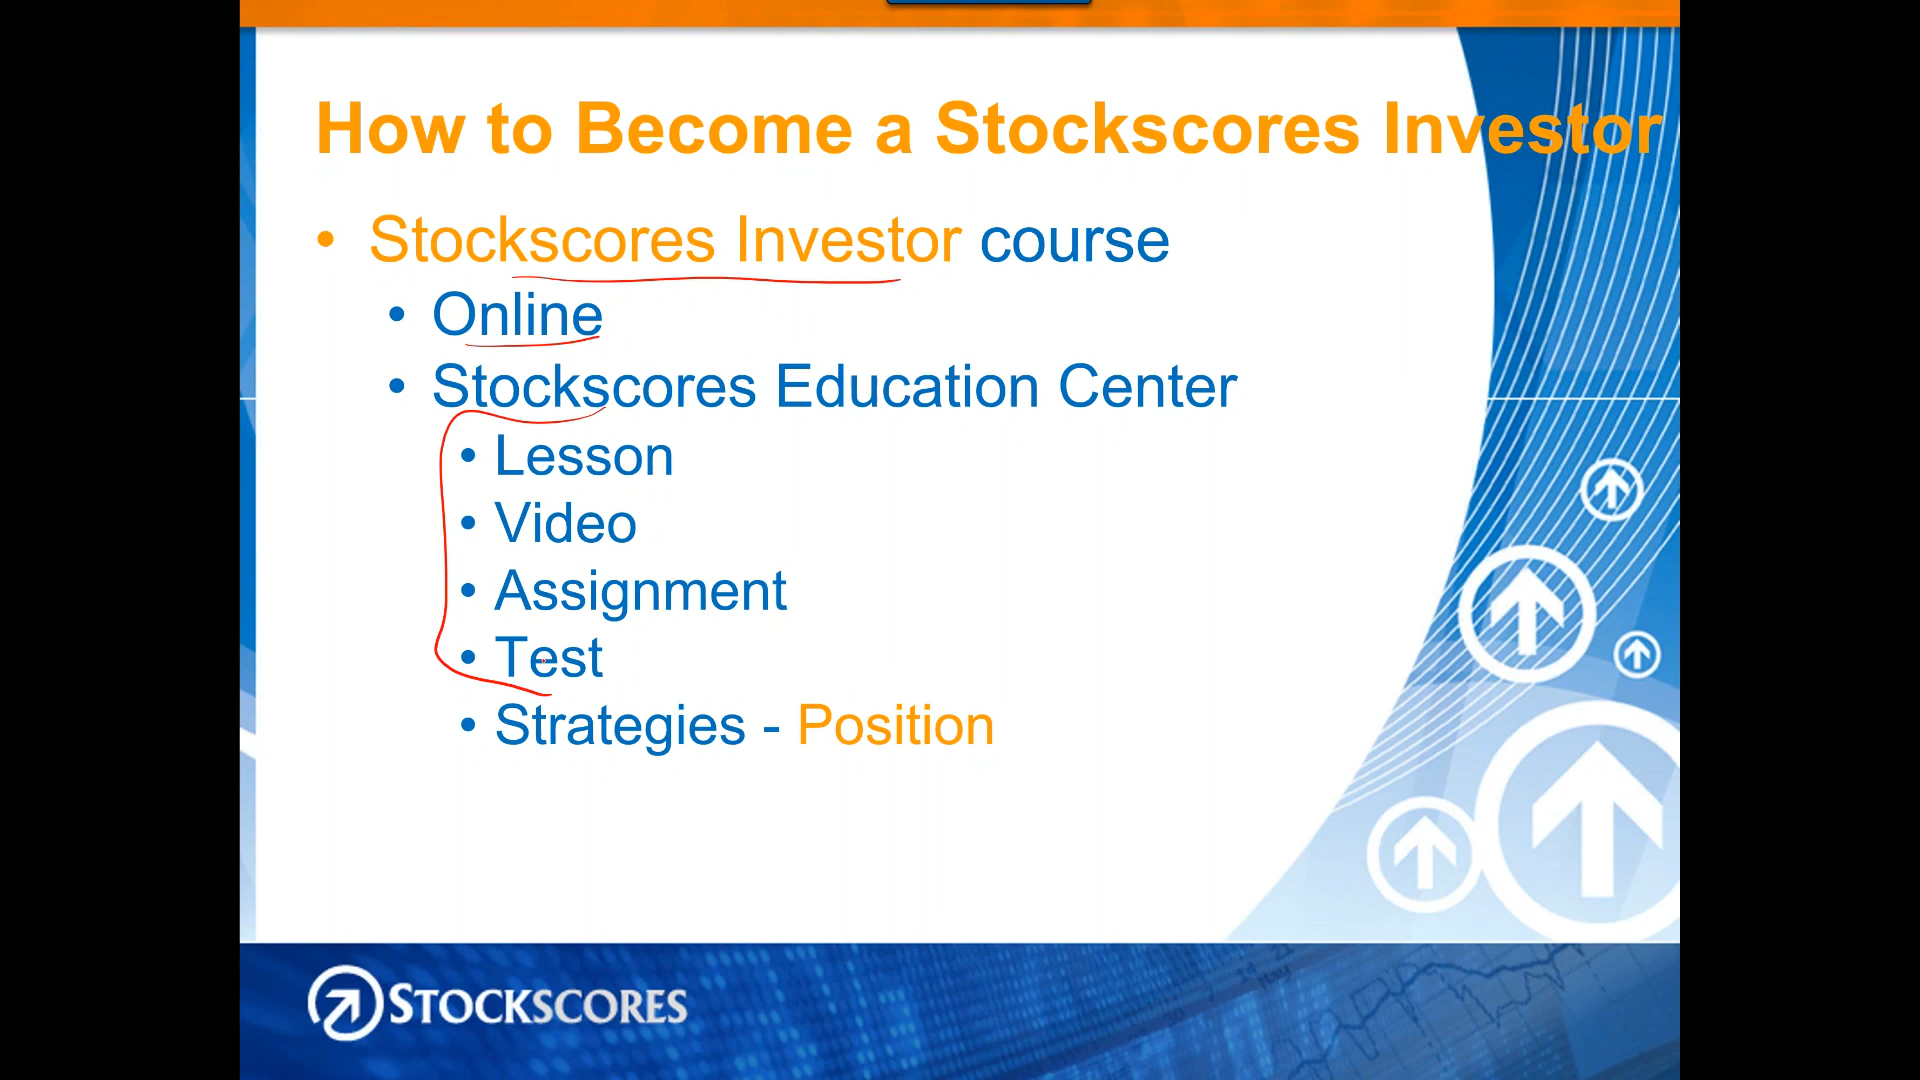 How to Become a Stockscores Investor
• Stockscores Investor course
• Online
• Stockscores Education Center
• Lesson
• Video
• Assignment
• Test
• Strategies - Position
STOCKSCORES